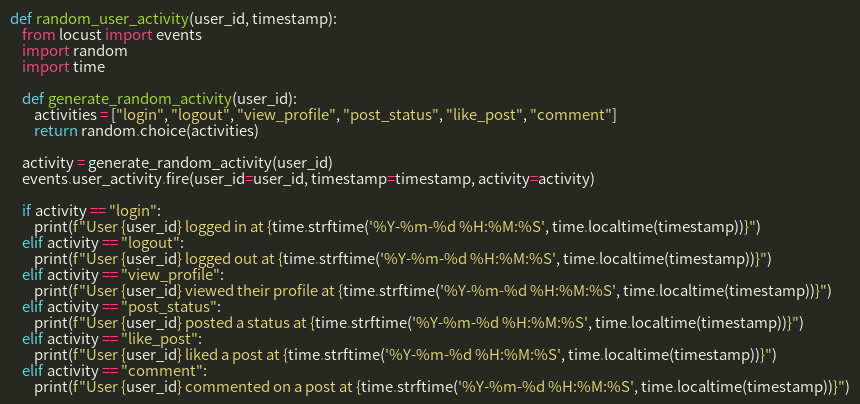 def random_user_activity(user_id, timestamp):
    from locust import events
    import random
    import time

    def generate_random_activity(user_id):
        activities = ["login", "logout", "view_profile", "post_status", "like_post", "comment"]
        return random.choice(activities)

    activity = generate_random_activity(user_id)
    events.user_activity.fire(user_id=user_id, timestamp=timestamp, activity=activity)

    if activity == "login":
        print(f"User {user_id} logged in at {time.strftime('%Y-%m-%d %H:%M:%S', time.localtime(timestamp))}")
    elif activity == "logout":
        print(f"User {user_id} logged out at {time.strftime('%Y-%m-%d %H:%M:%S', time.localtime(timestamp))}")
    elif activity == "view_profile":
        print(f"User {user_id} viewed their profile at {time.strftime('%Y-%m-%d %H:%M:%S', time.localtime(timestamp))}")
    elif activity == "post_status":
        print(f"User {user_id} posted a status at {time.strftime('%Y-%m-%d %H:%M:%S', time.localtime(timestamp))}")
    elif activity == "like_post":
        print(f"User {user_id} liked a post at {time.strftime('%Y-%m-%d %H:%M:%S', time.localtime(timestamp))}")
    elif activity == "comment":
        print(f"User {user_id} commented on a post at {time.strftime('%Y-%m-%d %H:%M:%S', time.localtime(timestamp))}")